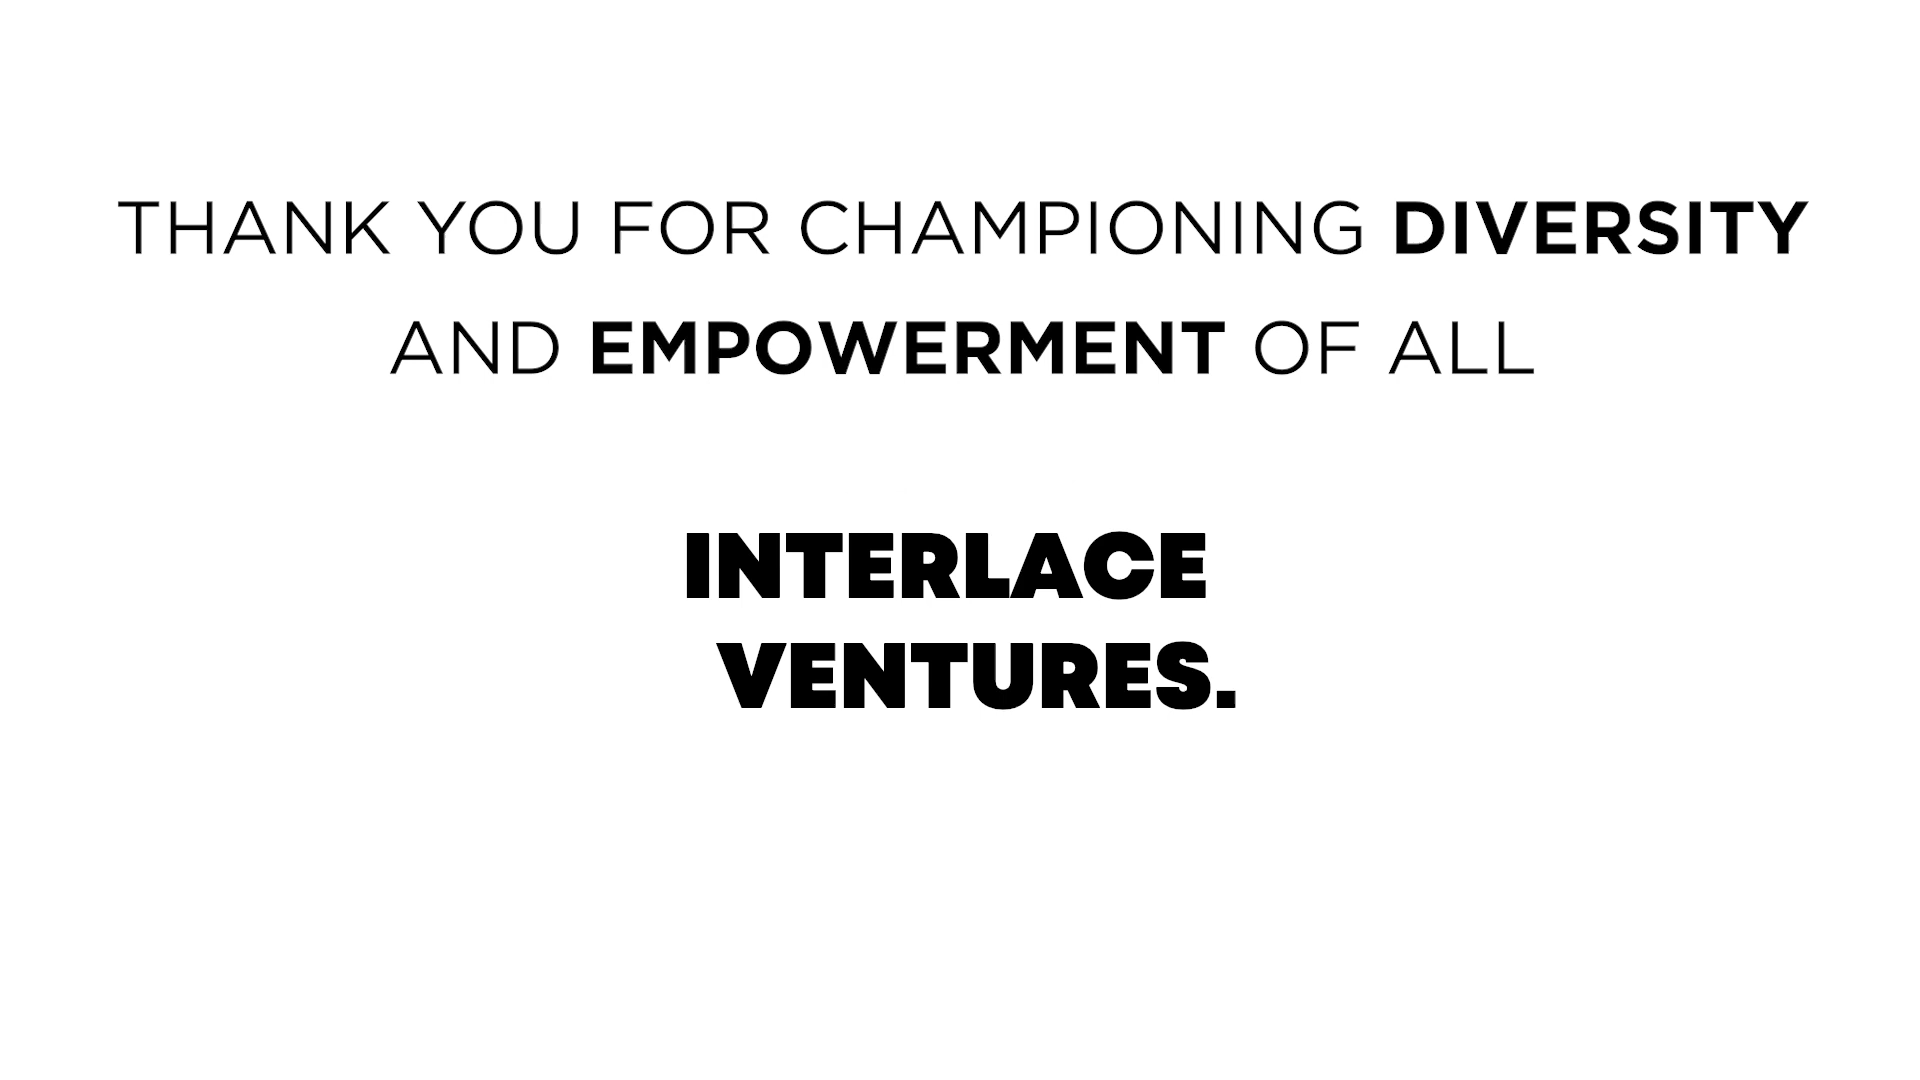 THANK YOU FOR CHAMPIONING DIVERSITY
AND EMPOWERMENT OF ALL
INTERLACE
VENTURES.